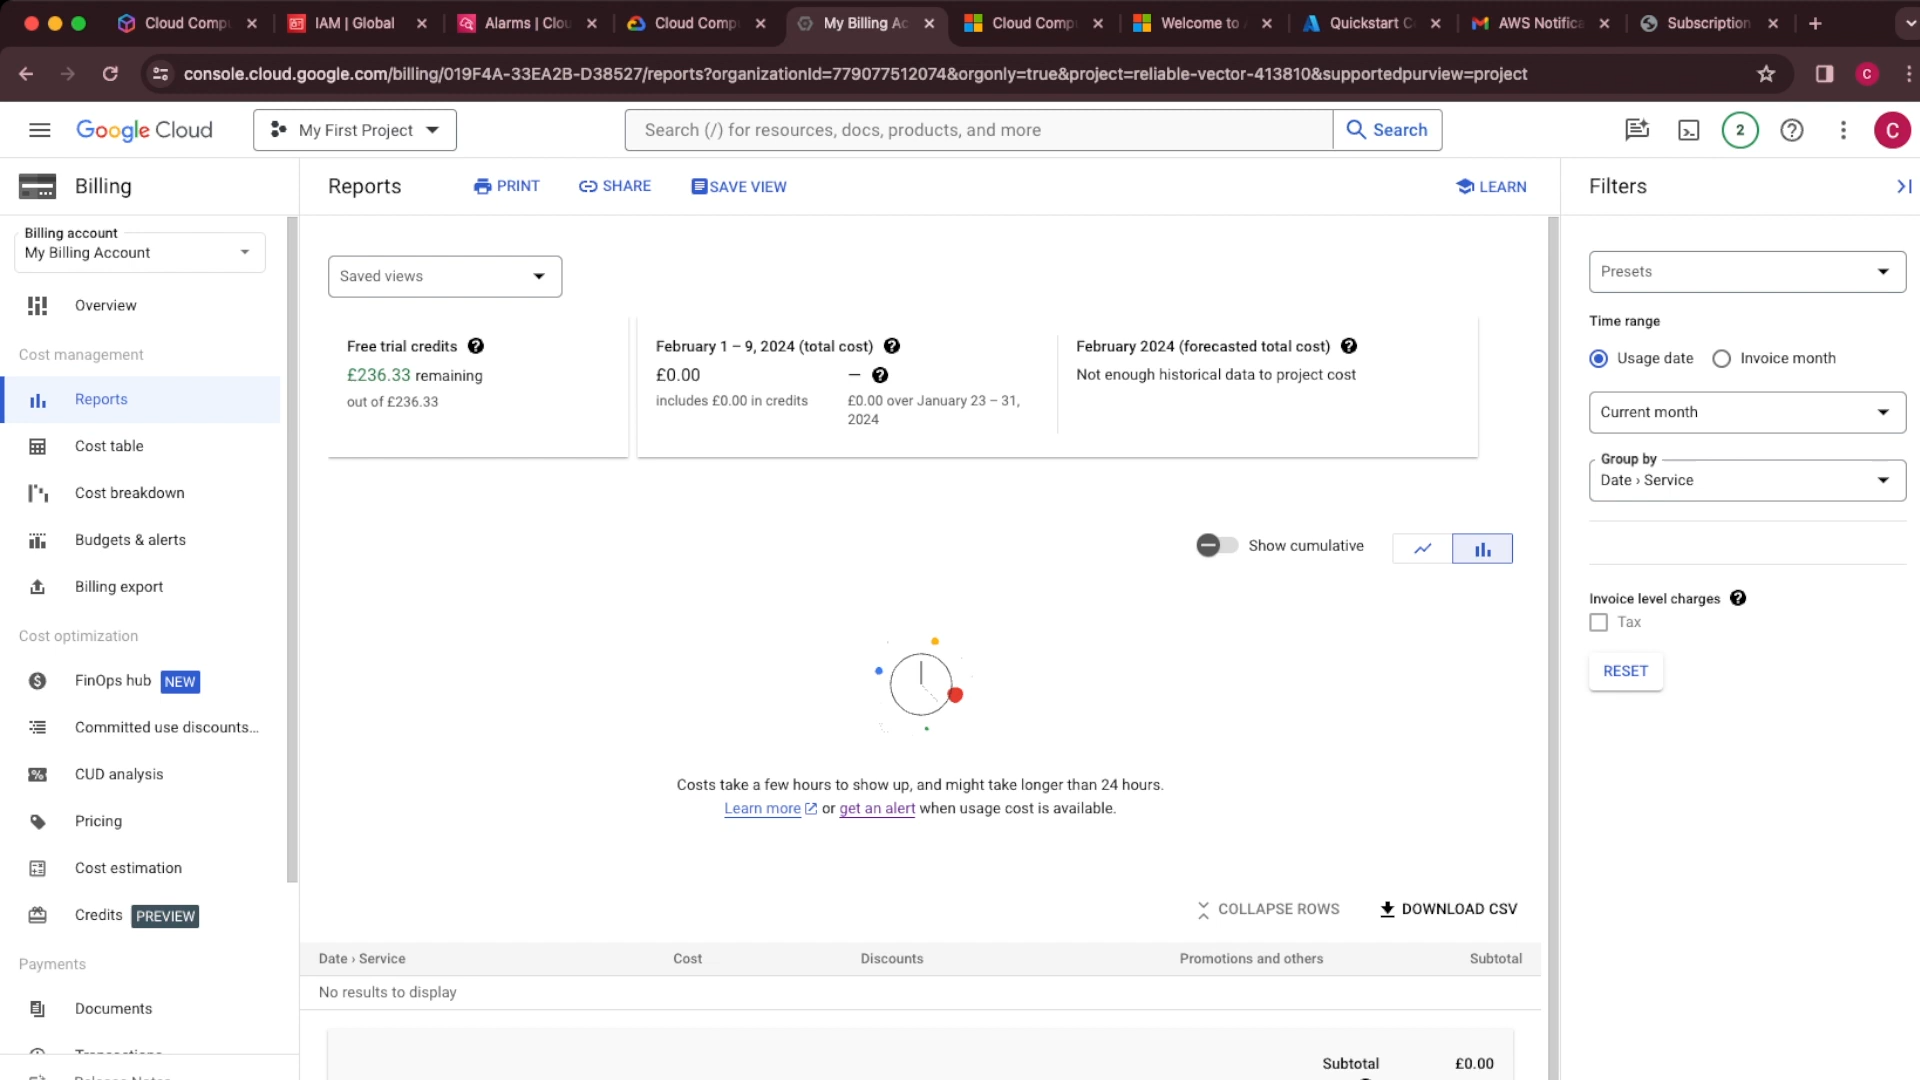 Cloud Comp
IAM | Global
Alarms | Clou
Cloud Comp
My Billing Ac
Cloud Comp
Welcome to
Quickstart C
AWS Notifica
Subscription
console.cloud.google.com/billing/019F4A-33EA2B-D38527/reports?organizationId=779077512074&orgonly=true&project=reliable-vector-413810&supportedpurview=project
C
Google Cloud
My First Project
Search (/) for resources, docs, products, and more
Search
2
C
Billing
Reports
PRINT
SHARE
SAVE VIEW
LEARN
Filters
Billing account
My Billing Account
Overview
Cost management
Reports
Cost table
Cost breakdown
Budgets & alerts
Billing export
Cost optimization
FinOps hub NEW
Committed use discounts...
CUD analysis
Pricing
Cost estimation
Credits PREVIEW
Payments
Documents
Transactions
Release Notes
Saved views
Free trial credits
£236.33 remaining
out of £236.33
February 1 – 9, 2024 (total cost)
£0.00
includes £0.00 in credits
—
£0.00 over January 23 – 31,
2024
February 2024 (forecasted total cost)
Not enough historical data to project cost
Show cumulative
Costs take a few hours to show up, and might take longer than 24 hours.
Learn more or get an alert when usage cost is available.
COLLAPSE ROWS
DOWNLOAD CSV
Date › Service
Cost
Discounts
Promotions and others
Subtotal
No results to display
Subtotal
£0.00
Presets
Time range
Usage date
Invoice month
Current month
Group by
Date › Service
Invoice level charges
Tax
RESET